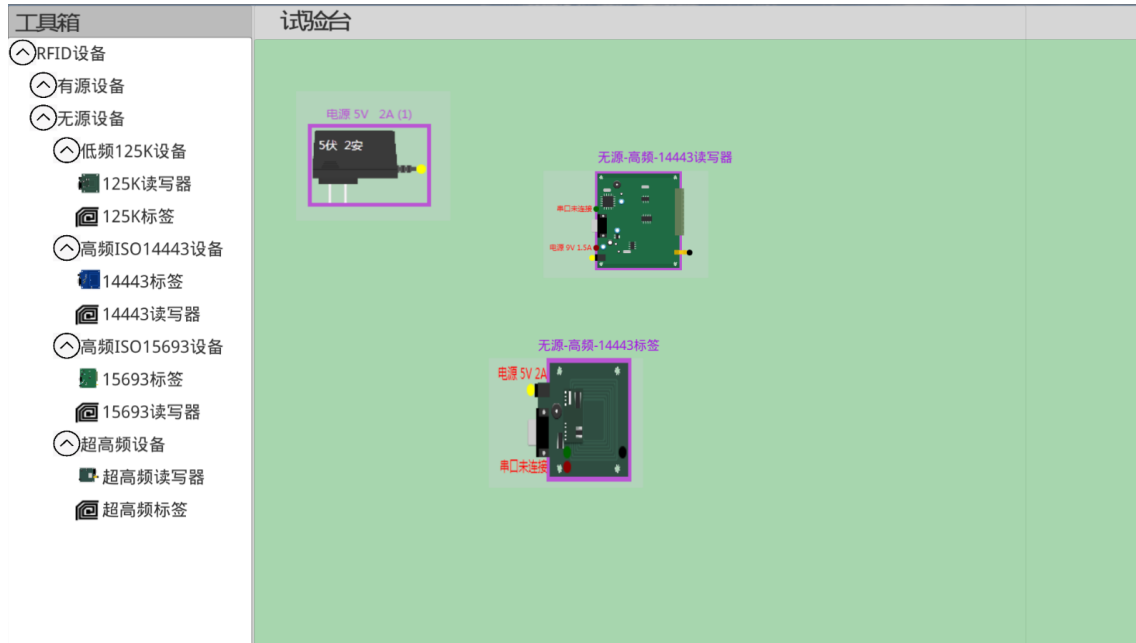 工具箱
试验台
RFID设备
有源设备
无源设备
低频125K设备
125K读写器
125K标签
高频ISO14443设备
14443标签
14443读写器
高频ISO15693设备
15693标签
15693读写器
超高频设备
超高频读写器
超高频标签
电源 5V 2A (1)
5伏 2安
无源-高频-14443读写器
串口未连接
电源 9V 1.5A
无源-高频-14443标签
电源 5V 2A
串口未连接